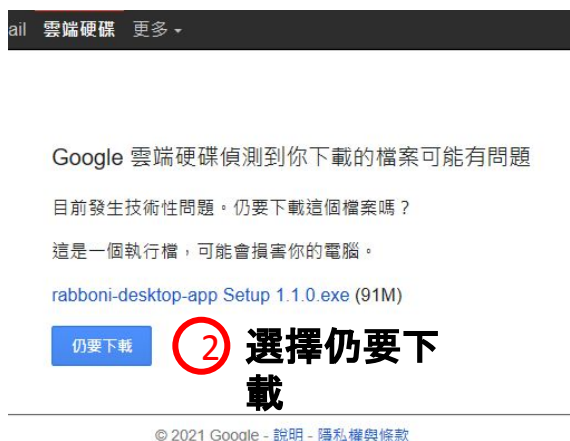 ail 雲端硬碟 更多
Google 雲端硬碟偵測到你下載的檔案可能有問題
目前發生技術性問題。仍要下載這個檔案嗎？
這是一個執行檔，可能會損害你的電腦。
rabboni-desktop-app Setup 1.1.0.exe (91M)
仍要下載
2 選擇仍要下
載
© 2021 Google - 說明 - 隱私權與條款